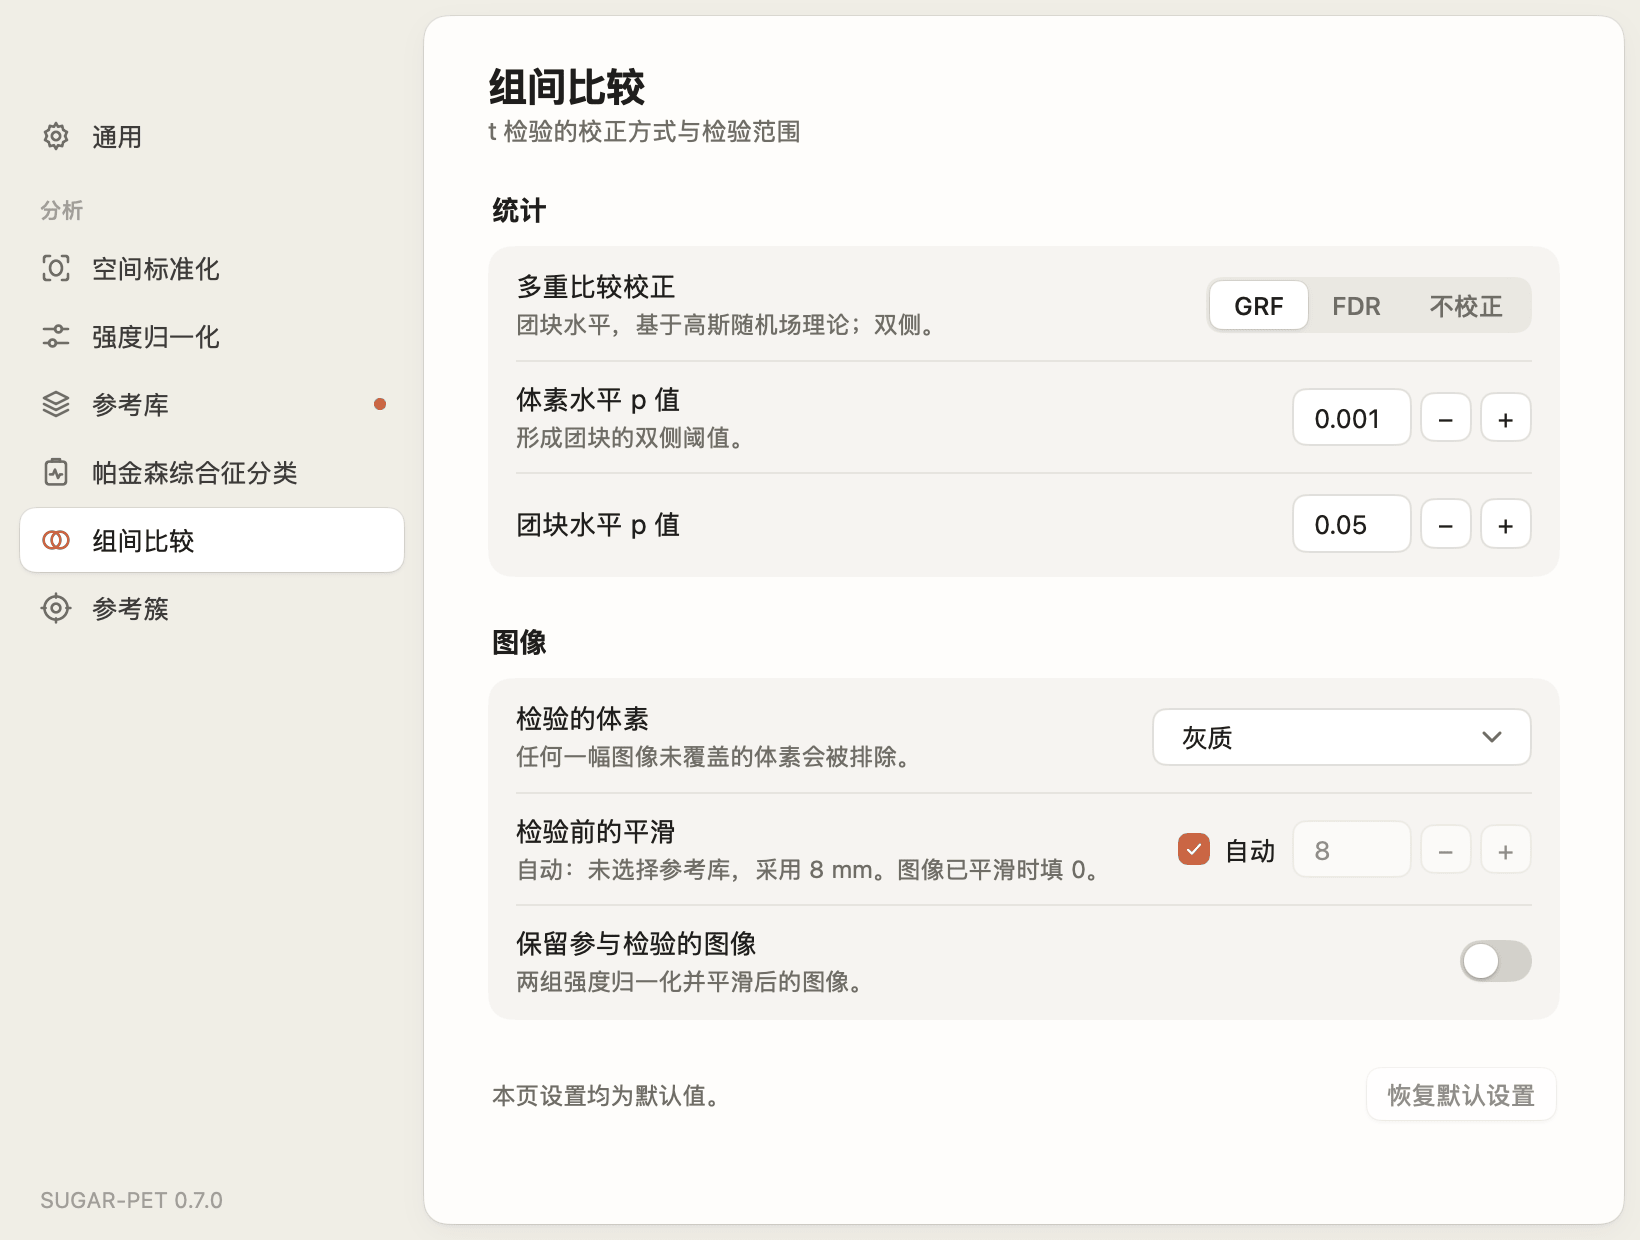 通用
分析
空间标准化
强度归一化
参考库
帕金森综合征分类
组间比较
参考簇
SUGAR-PET 0.7.0
组间比较
t 检验的校正方式与检验范围
统计
多重比较校正
团块水平，基于高斯随机场理论；双侧。
GRF FDR 不校正
体素水平 p 值
形成团块的双侧阈值。
0.001 − +
团块水平 p 值
0.05 − +
图像
检验的体素
任何一幅图像未覆盖的体素会被排除。
灰质
检验前的平滑
自动：未选择参考库，采用 8 mm。图像已平滑时填 0。
自动 8 − +
保留参与检验的图像
两组强度归一化并平滑后的图像。
本页设置均为默认值。
恢复默认设置